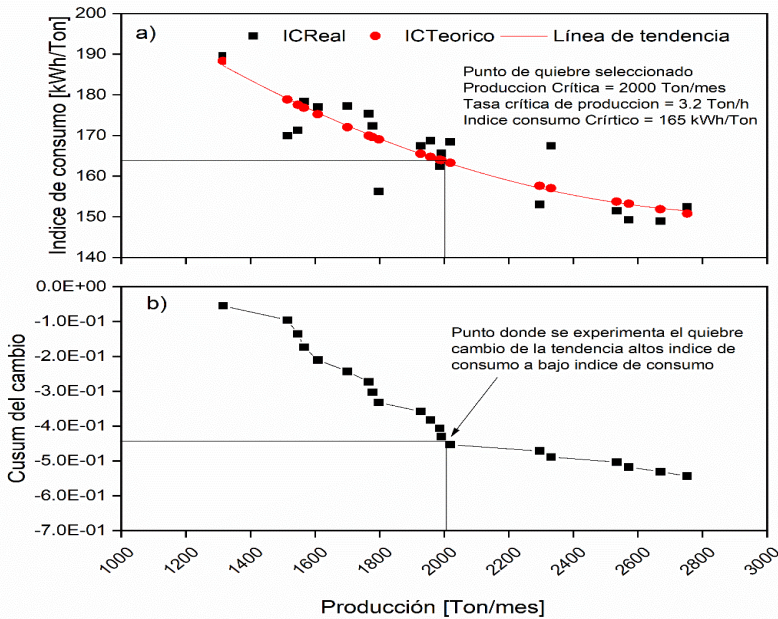 a)
ICReal
ICTeorico
Línea de tendencia
Punto de quiebre seleccionado
Produccion Crítica = 2000 Ton/mes
Tasa crítica de produccion = 3.2 Ton/h
Indice consumo Crírtico = 165 kWh/Ton
Indice de consumo [kWh/Ton]
200
190
180
170
160
150
140
b)
Punto donde se experimenta el quiebre
cambio de la tendencia altos indice de
consumo a bajo indice de consumo
Cusum del cambio
0.0E+00
-1.0E-01
-2.0E-01
-3.0E-01
-4.0E-01
-5.0E-01
-6.0E-01
-7.0E-01
1000
1200
1400
1600
1800
2000
2200
2400
2600
2800
3000
Producción [Ton/mes]